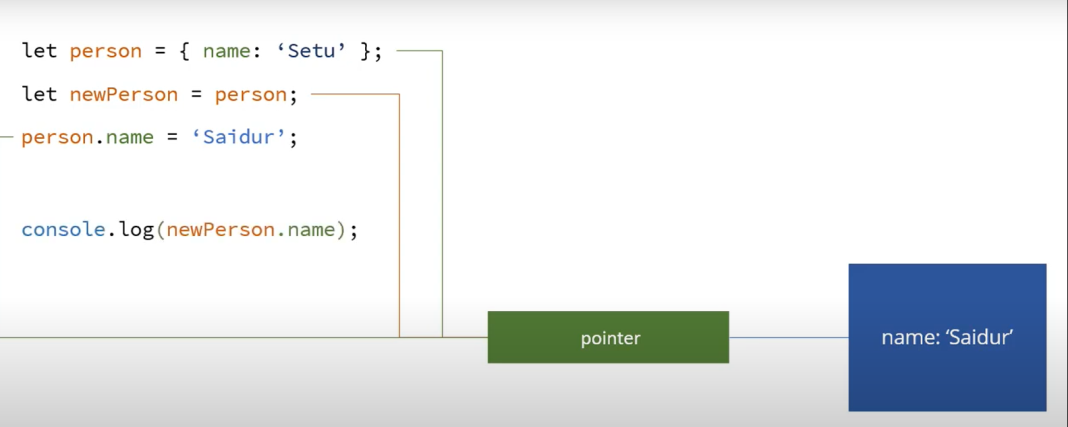 let person = { name: ‘Setu’ };
let newPerson = person;
person.name = ‘Saidur’;
console.log(newPerson.name);
pointer
name: ‘Saidur’